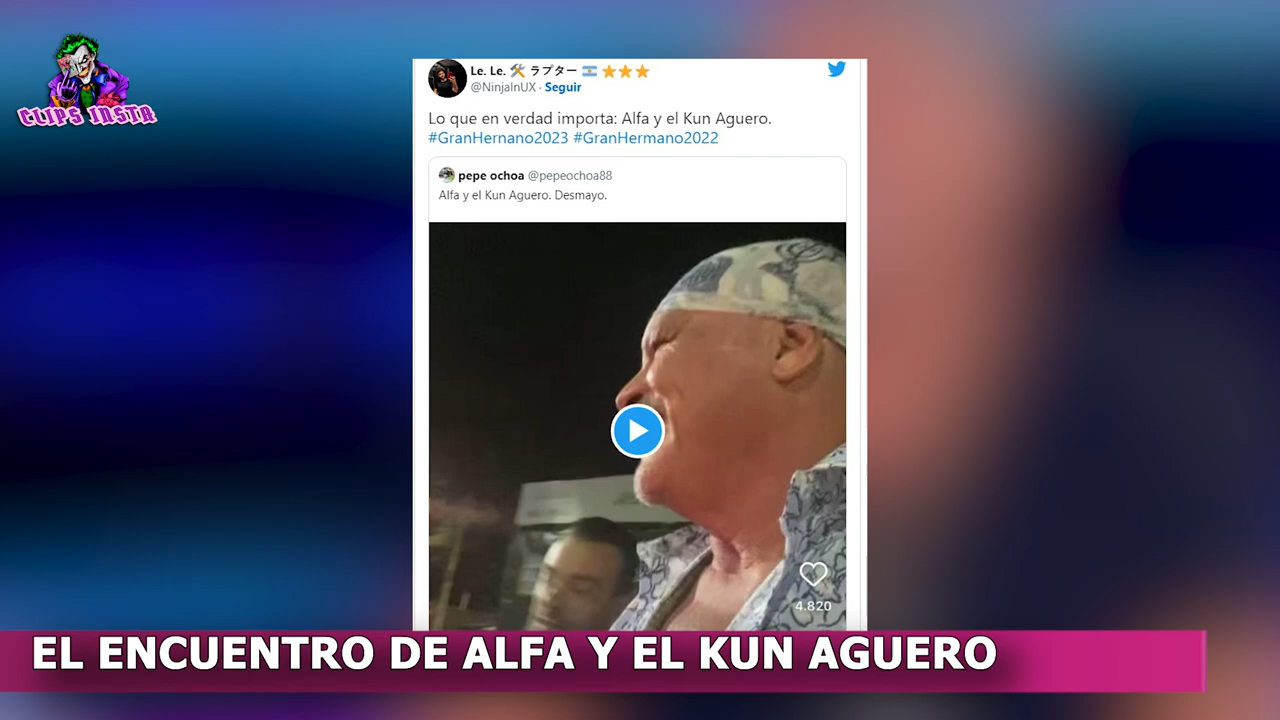 CLIPS INSTA
Le. Le. 🛠️ ラプター 🇦🇷 ⭐⭐⭐
@NinjaInUX · Seguir
Lo que en verdad importa: Alfa y el Kun Aguero.
#GranHernano2023 #GranHermano2022
pepe ochoa @pepeochoa88
Alfa y el Kun Aguero. Desmayo.
4.820
EL ENCUENTRO DE ALFA Y EL KUN AGUERO